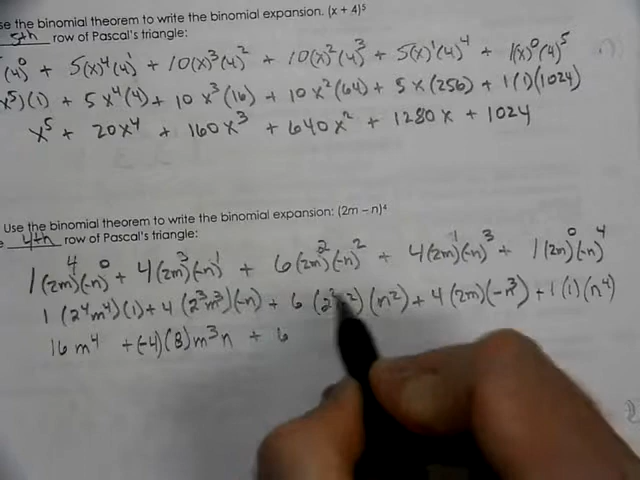 se the binomial theorem to write the binomial expansion. (x + 4)⁵
5th row of Pascal's triangle:
(4)⁰ + 5(x)⁴(4)¹ + 10(x)³(4)² + 10(x)²(4)³ + 5(x)¹(4)⁴ + 1(x)⁰(4)⁵
x⁵)(1) + 5x⁴(4) + 10x³(16) + 10x²(64) + 5x(256) + 1(1)(1024)
x⁵ + 20x⁴ + 160x³ + 640x² + 1280x + 1024
Use the binomial theorem to write the binomial expansion: (2m – n)⁴
e 4th row of Pascal's triangle:
1(2m)⁴(-n)⁰ + 4(2m)³(-n)¹ + 6(2m)²(-n)² + 4(2m)¹(-n)³ + 1(2m)⁰(-n)⁴
1(2⁴m⁴)(1) + 4(2³m³)(-n) + 6(2² ²)(n²) + 4(2m)(-n³) + 1(1)(n⁴)
16m⁴ + (-4)(8)m³n + 6